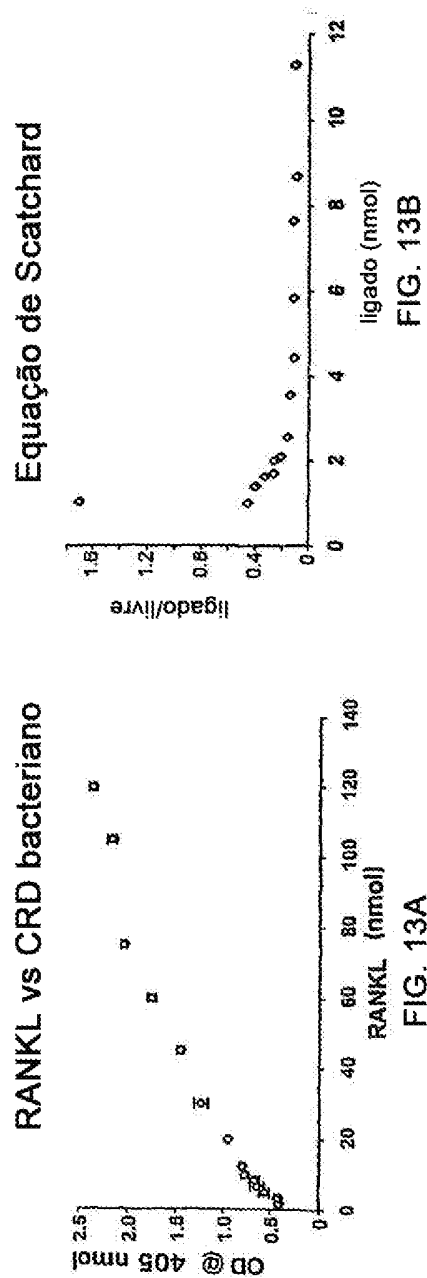 RANKL vs CRD bacteriano
OD @
405 nmol
2.5
2.0
1.5
1.0
0.5
0
0 20 40 60 80 100 120 140
RANKL (nmol)
FIG. 13A
Equação de Scatchard
ligado/livre
1.6
1.2
0.8
0.4
0
0 2 4 6 8 10 12
ligado (nmol)
FIG. 13B